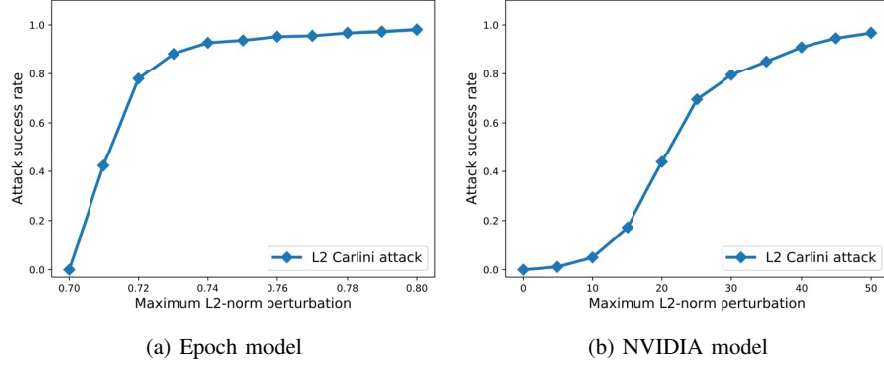 1.0
0.8
0.6
0.4
0.2
0.0
Attack success rate
L2 Carlini attack
0.70 0.72 0.74 0.76 0.78 0.80
Maximum L2-norm perturbation
(a) Epoch model
1.0
0.8
0.6
0.4
0.2
0.0
Attack success rate
L2 Carlini attack
0 10 20 30 40 50
Maximum L2-norm perturbation
(b) NVIDIA model